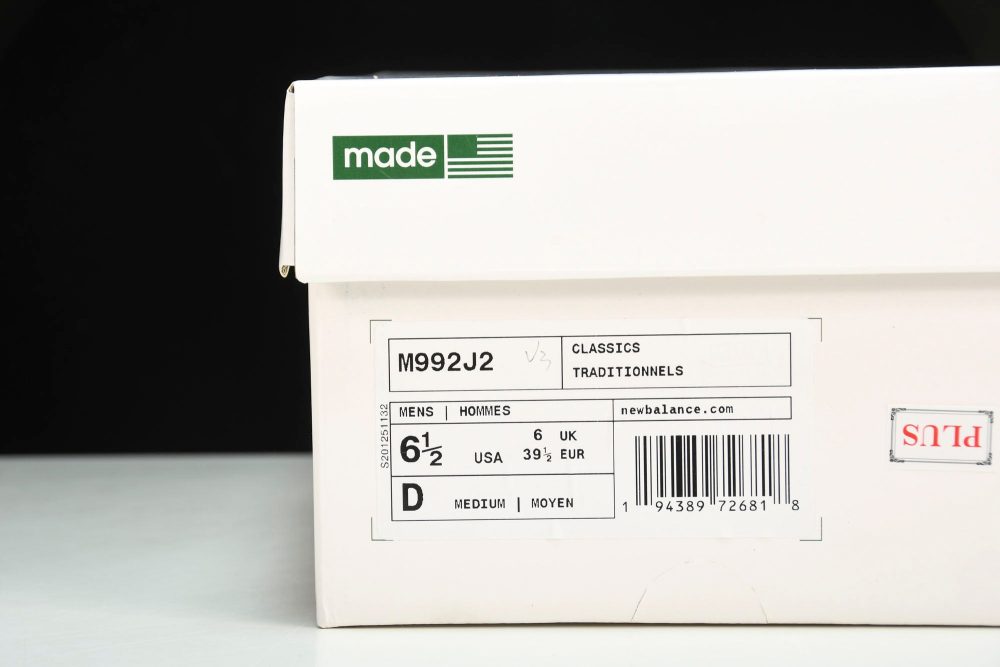 made
M992J2 V3
CLASSICS
TRADITIONNELS
S201251132
MENS | HOMMES
newbalance.com
6½ USA
6 UK
39½ EUR
D MEDIUM | MOYEN
1 94389 72681 8
PLUS